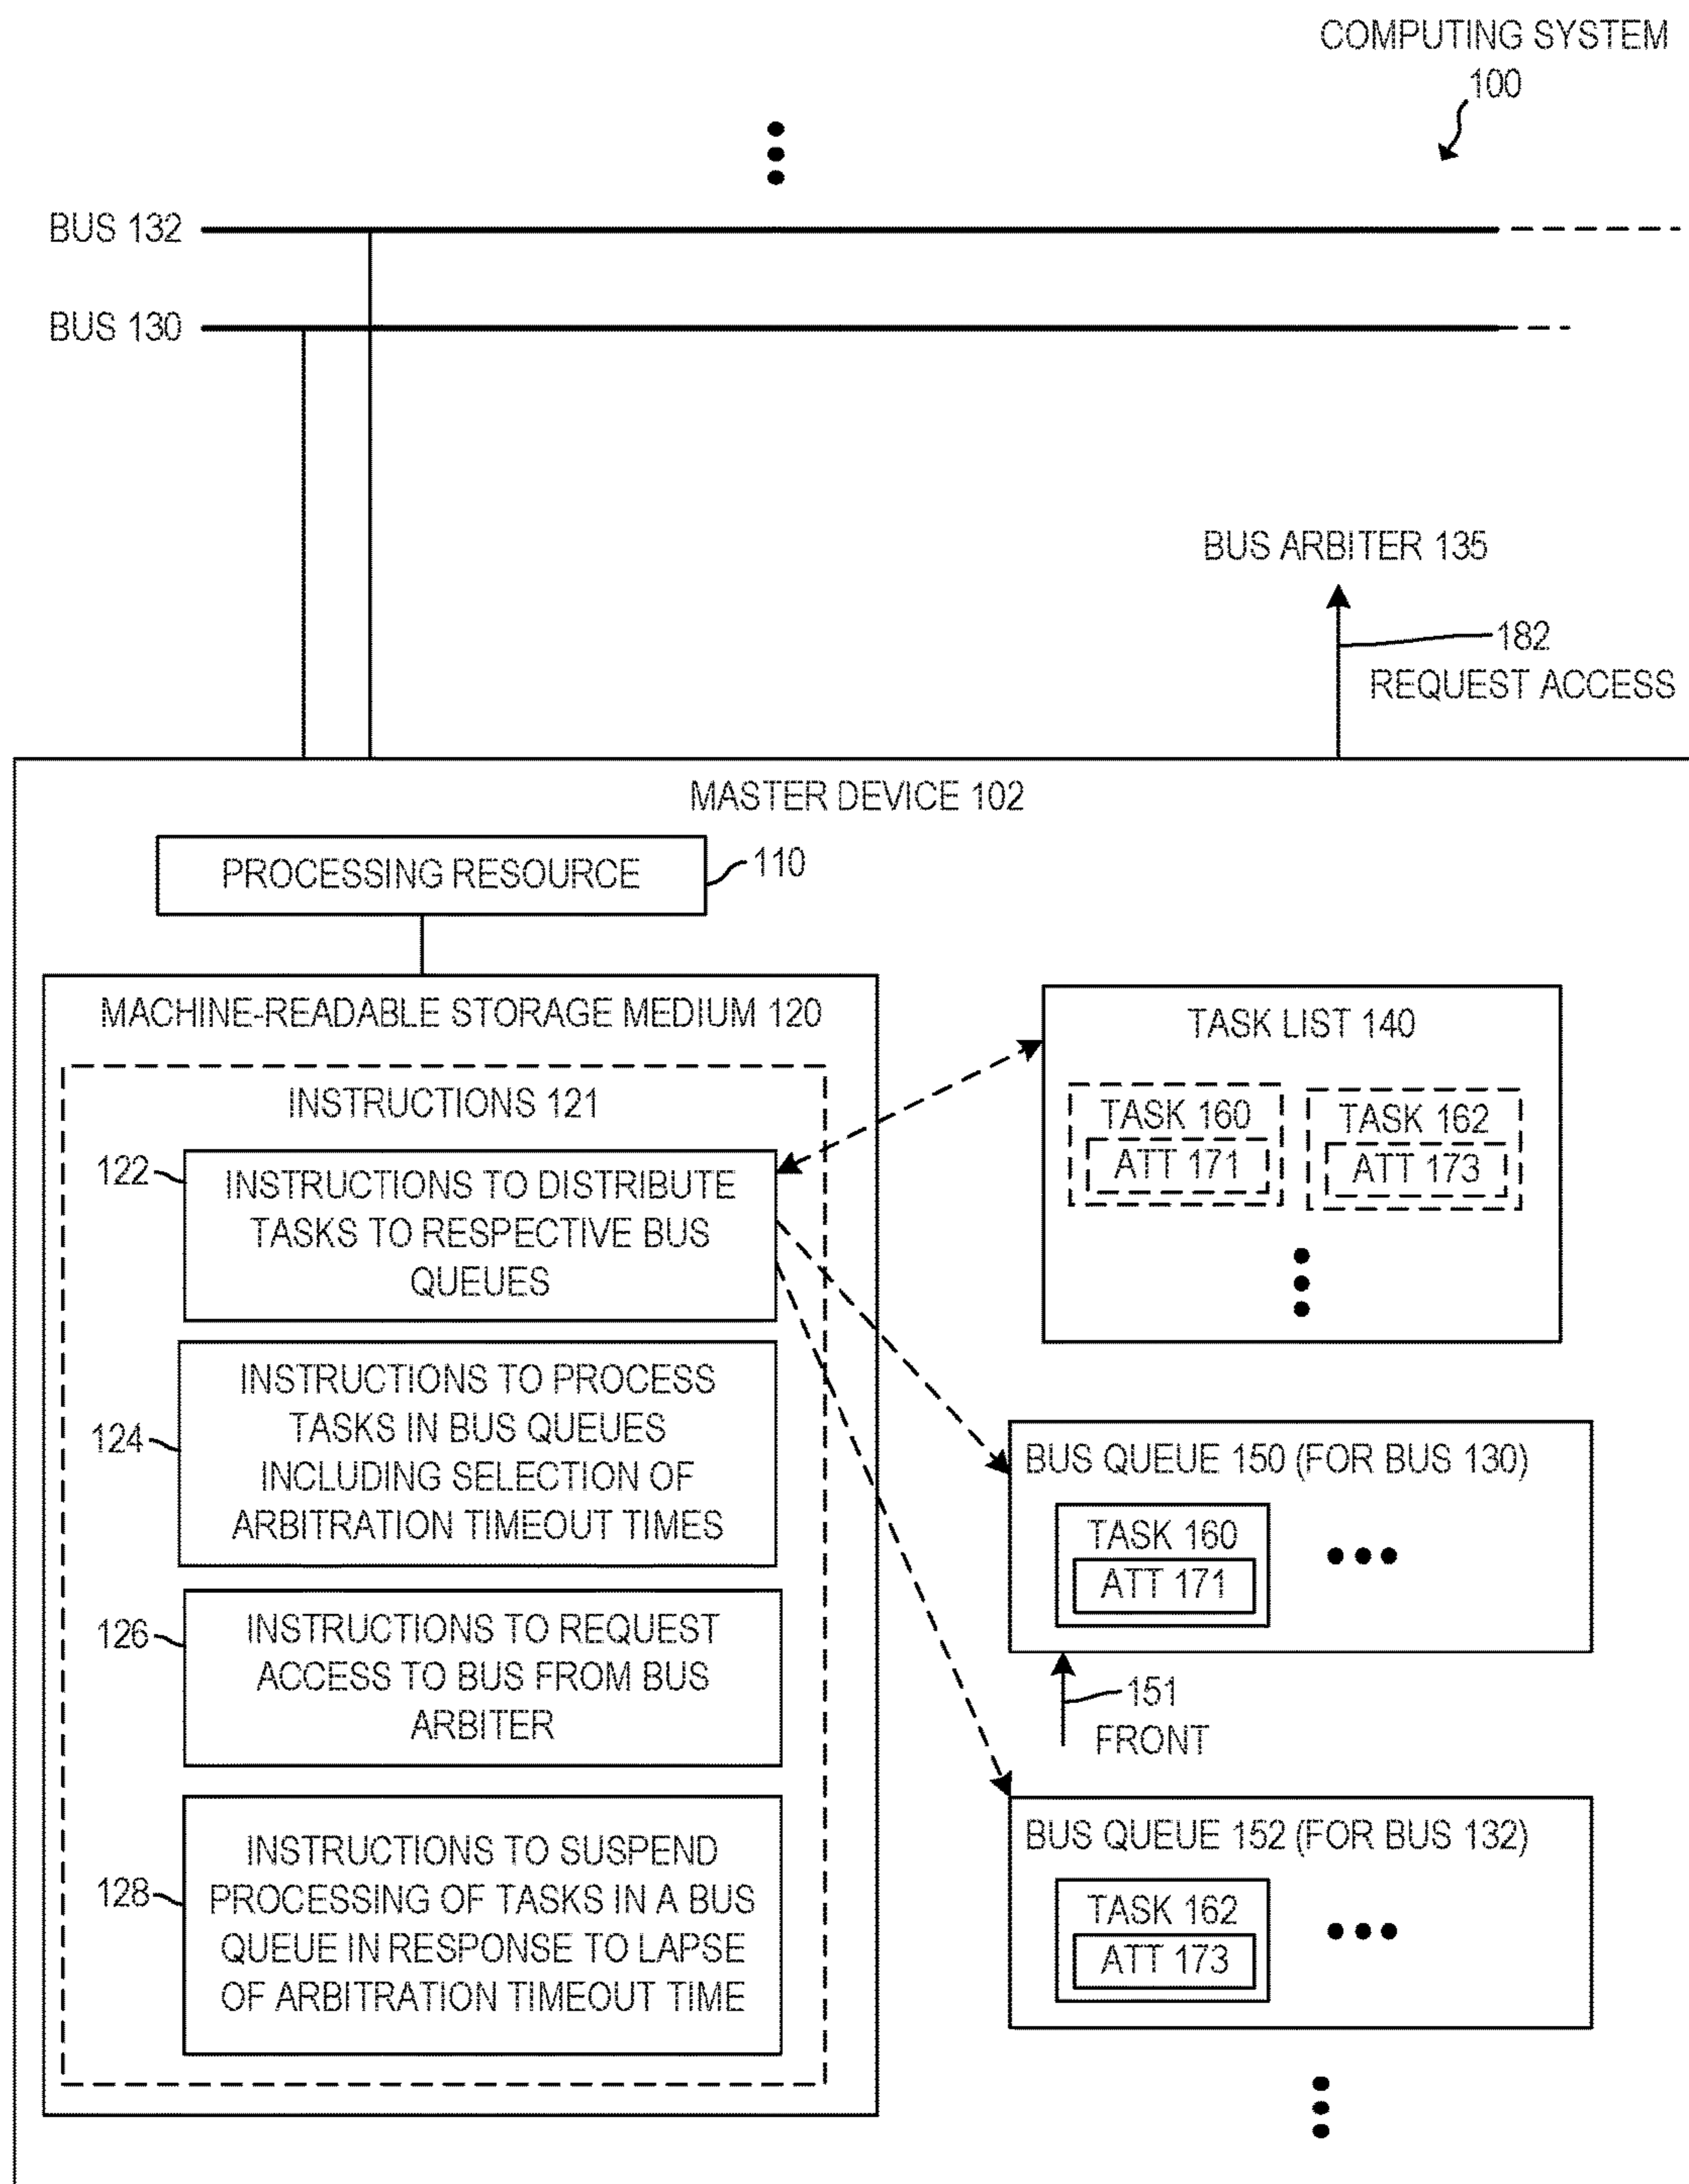 COMPUTING SYSTEM
100
BUS 132
BUS 130
BUS ARBITER 135
182
REQUEST ACCESS
MASTER DEVICE 102
PROCESSING RESOURCE
110
MACHINE-READABLE STORAGE MEDIUM 120
INSTRUCTIONS 121
122
INSTRUCTIONS TO DISTRIBUTE
TASKS TO RESPECTIVE BUS
QUEUES
124
INSTRUCTIONS TO PROCESS
TASKS IN BUS QUEUES
INCLUDING SELECTION OF
ARBITRATION TIMEOUT TIMES
126
INSTRUCTIONS TO REQUEST
ACCESS TO BUS FROM BUS
ARBITER
128
INSTRUCTIONS TO SUSPEND
PROCESSING OF TASKS IN A BUS
QUEUE IN RESPONSE TO LAPSE
OF ARBITRATION TIMEOUT TIME
TASK LIST 140
TASK 160
ATT 171
TASK 162
ATT 173
BUS QUEUE 150 (FOR BUS 130)
TASK 160
ATT 171
151
FRONT
BUS QUEUE 152 (FOR BUS 132)
TASK 162
ATT 173